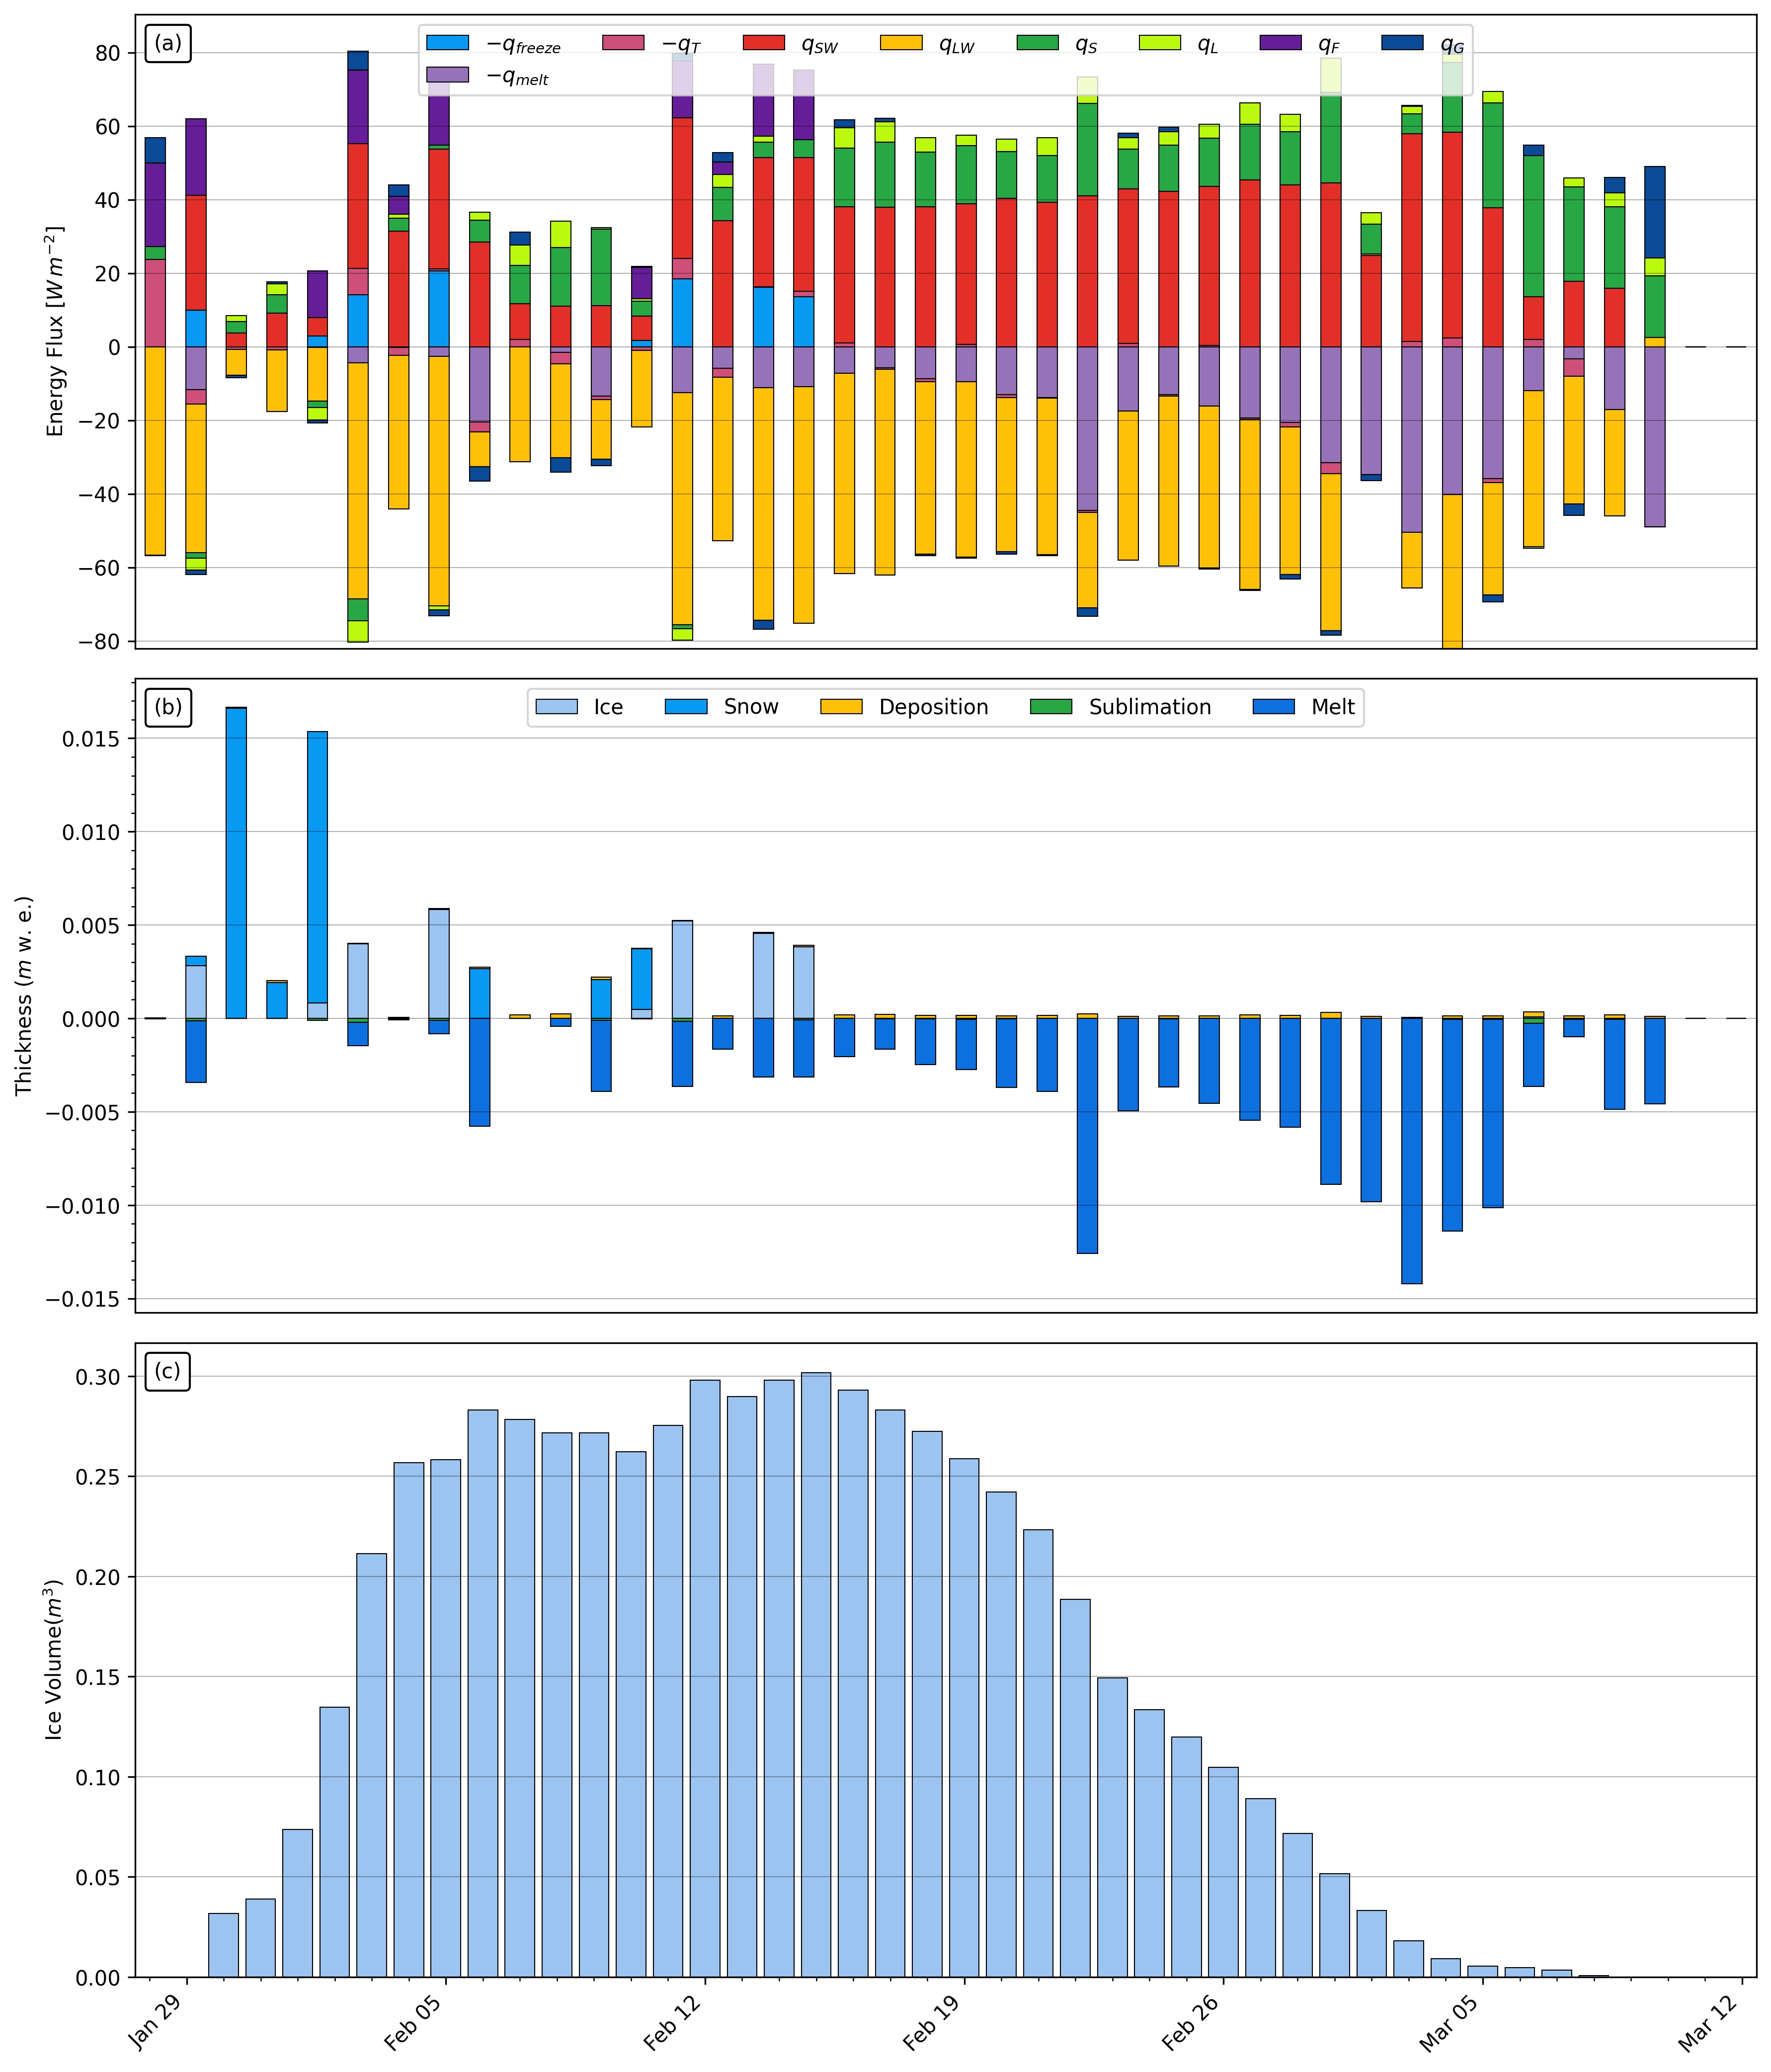 (a)
−q_freeze −q_T q_SW q_LW q_S q_L q_F q_G
−q_melt
Energy Flux [W m⁻²]
80
60
40
20
0
−20
−40
−60
−80
(b)
Ice Snow Deposition Sublimation Melt
Thickness (m w. e.)
0.015
0.010
0.005
0.000
−0.005
−0.010
−0.015
(c)
Ice Volume(m³)
0.30
0.25
0.20
0.15
0.10
0.05
0.00
Jan 29 Feb 05 Feb 12 Feb 19 Feb 26 Mar 05 Mar 12